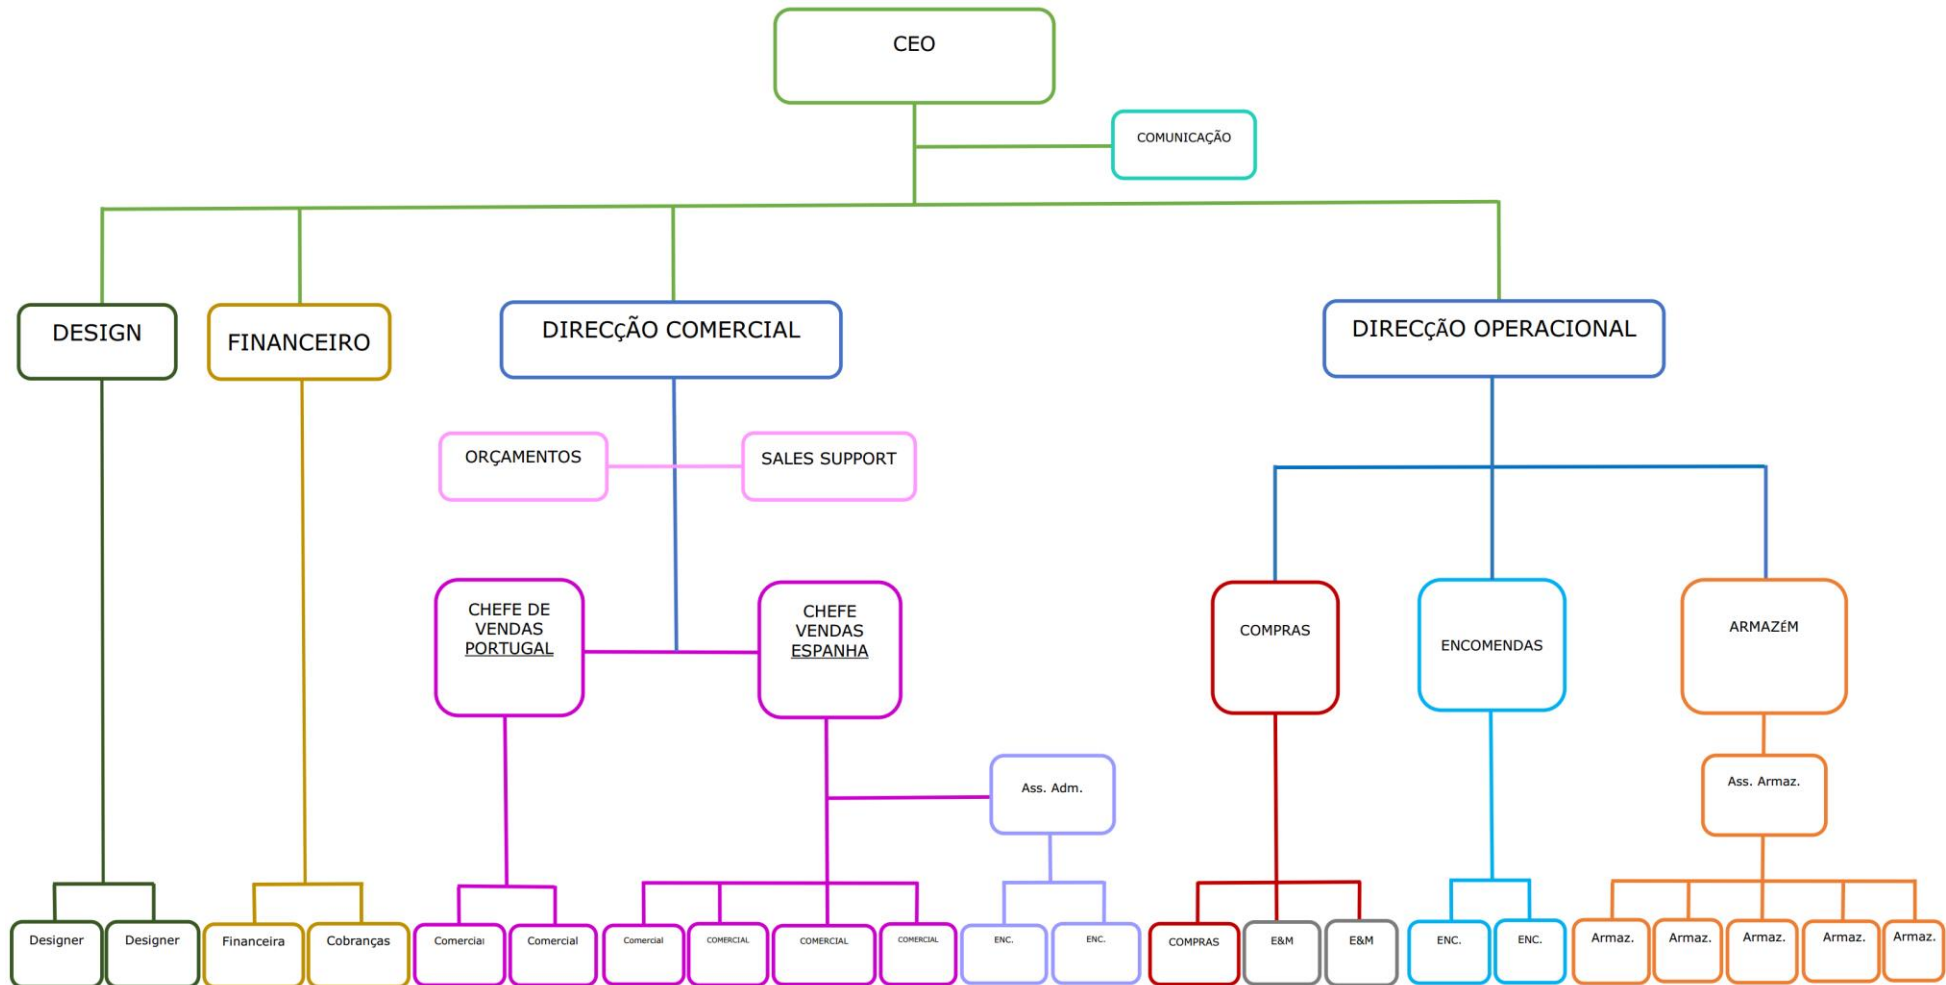 CEO
COMUNICAÇÃO
DESIGN
FINANCEIRO
DIRECÇÃO COMERCIAL
DIRECÇÃO OPERACIONAL
ORÇAMENTOS
SALES SUPPORT
CHEFE DE
VENDAS
PORTUGAL
CHEFE
VENDAS
ESPANHA
COMPRAS
ENCOMENDAS
ARMAZÉM
Ass. Adm.
Ass. Armaz.
Designer
Designer
Financeira
Cobranças
Comercial
Comercial
Comercial
COMERCIAL
COMERCIAL
COMERCIAL
ENC.
ENC.
COMPRAS
E&M
E&M
ENC.
ENC.
Armaz.
Armaz.
Armaz.
Armaz.
Armaz.